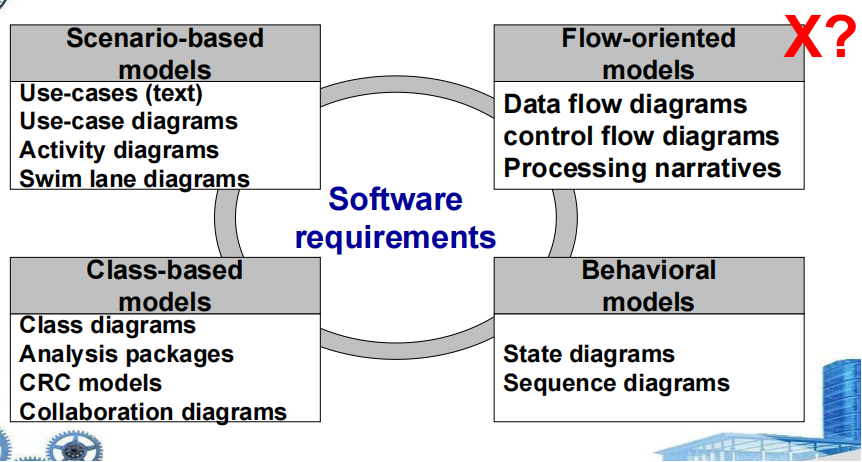 Scenario-based
models
Use-cases (text)
Use-case diagrams
Activity diagrams
Swim lane diagrams
Flow-oriented
models
X?
Data flow diagrams
control flow diagrams
Processing narratives
Software
requirements
Class-based
models
Class diagrams
Analysis packages
CRC models
Collaboration diagrams
Behavioral
models
State diagrams
Sequence diagrams